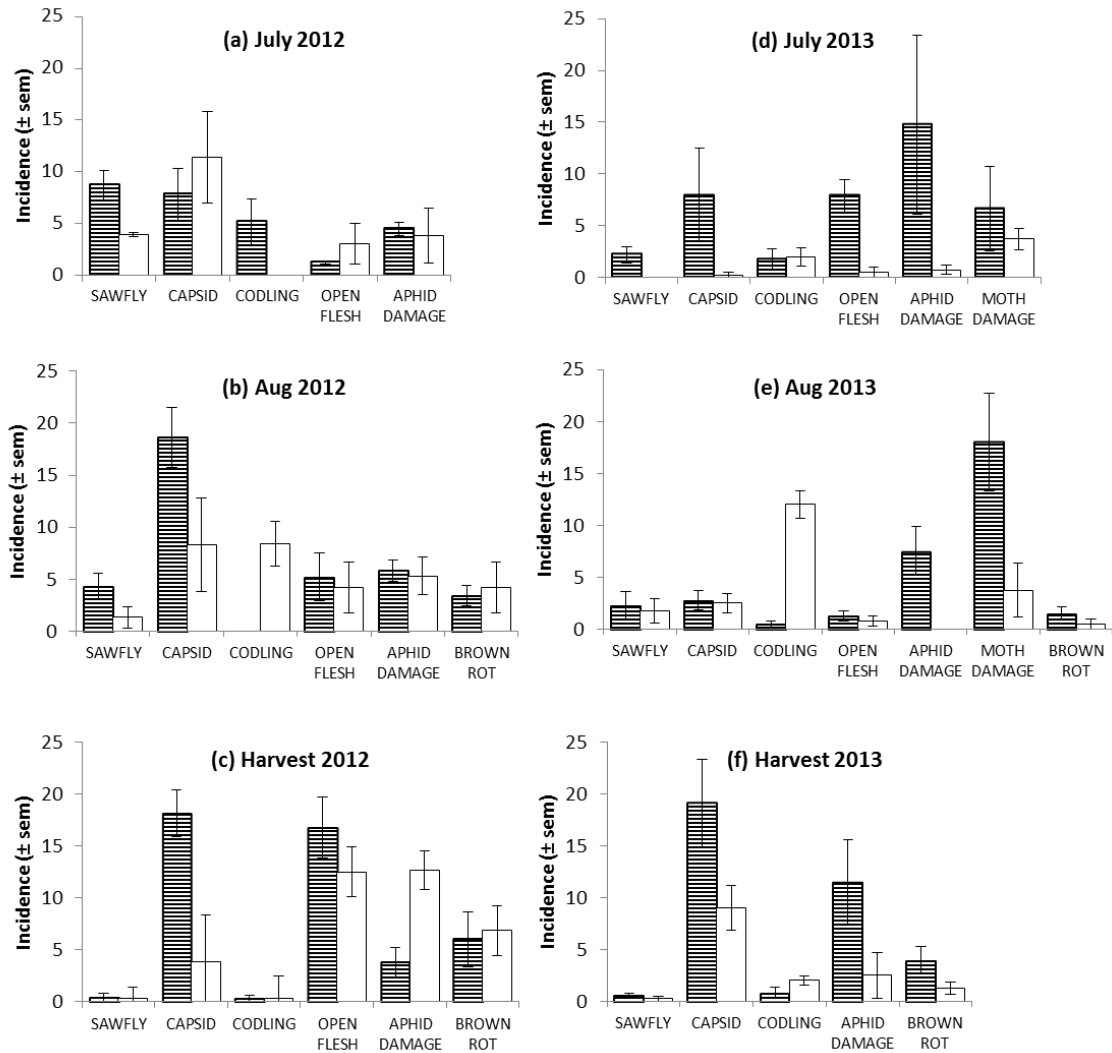 (a) July 2012
Incidence (± sem)
25
20
15
10
5
0
SAWFLY CAPSID CODLING OPEN FLESH APHID DAMAGE
(d) July 2013
Incidence (± sem)
25
20
15
10
5
0
SAWFLY CAPSID CODLING OPEN FLESH APHID DAMAGE MOTH DAMAGE
(b) Aug 2012
Incidence (± sem)
25
20
15
10
5
0
SAWFLY CAPSID CODLING OPEN FLESH APHID DAMAGE BROWN ROT
(e) Aug 2013
Incidence (± sem)
25
20
15
10
5
0
SAWFLY CAPSID CODLING OPEN FLESH APHID DAMAGE MOTH DAMAGE BROWN ROT
(c) Harvest 2012
Incidence (± sem)
25
20
15
10
5
0
SAWFLY CAPSID CODLING OPEN FLESH APHID DAMAGE BROWN ROT
(f) Harvest 2013
Incidence (± sem)
25
20
15
10
5
0
SAWFLY CAPSID CODLING APHID DAMAGE BROWN ROT